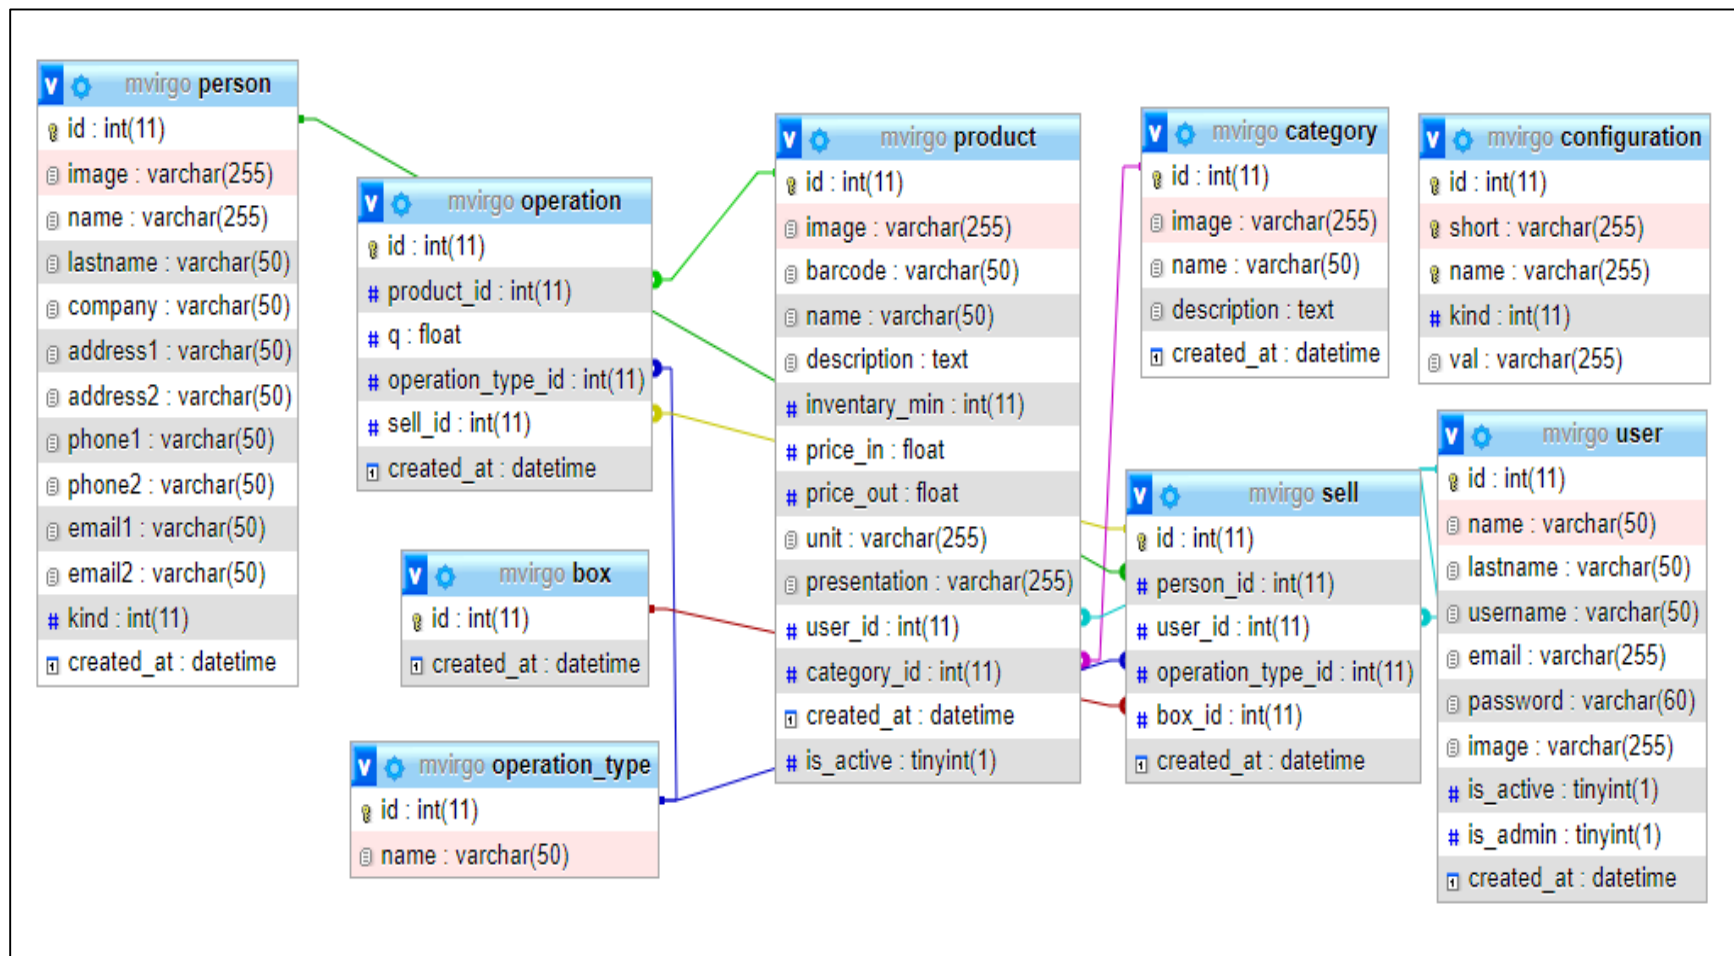 mvirgo person
id : int(11)
image : varchar(255)
name : varchar(255)
lastname : varchar(50)
company : varchar(50)
address1 : varchar(50)
address2 : varchar(50)
phone1 : varchar(50)
phone2 : varchar(50)
email1 : varchar(50)
email2 : varchar(50)
kind : int(11)
created_at : datetime
mvirgo operation
id : int(11)
product_id : int(11)
q : float
operation_type_id : int(11)
sell_id : int(11)
created_at : datetime
mvirgo box
id : int(11)
created_at : datetime
mvirgo operation_type
id : int(11)
name : varchar(50)
mvirgo product
id : int(11)
image : varchar(255)
barcode : varchar(50)
name : varchar(50)
description : text
inventary_min : int(11)
price_in : float
price_out : float
unit : varchar(255)
presentation : varchar(255)
user_id : int(11)
category_id : int(11)
created_at : datetime
is_active : tinyint(1)
mvirgo category
id : int(11)
image : varchar(255)
name : varchar(50)
description : text
created_at : datetime
mvirgo sell
id : int(11)
person_id : int(11)
user_id : int(11)
operation_type_id : int(11)
box_id : int(11)
created_at : datetime
mvirgo configuration
id : int(11)
short : varchar(255)
name : varchar(255)
kind : int(11)
val : varchar(255)
mvirgo user
id : int(11)
name : varchar(50)
lastname : varchar(50)
username : varchar(50)
email : varchar(255)
password : varchar(60)
image : varchar(255)
is_active : tinyint(1)
is_admin : tinyint(1)
created_at : datetime